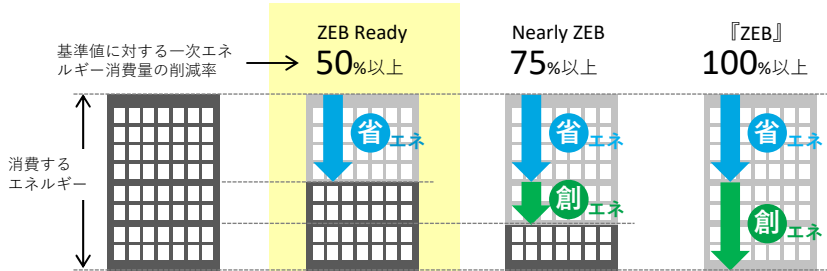 基準値に対する一次エネ
ルギー消費量の削減率
ZEB Ready
50%以上
Nearly ZEB
75%以上
『ZEB』
100%以上
消費する
エネルギー
省エネ
省エネ
創エネ
省エネ
創エネ